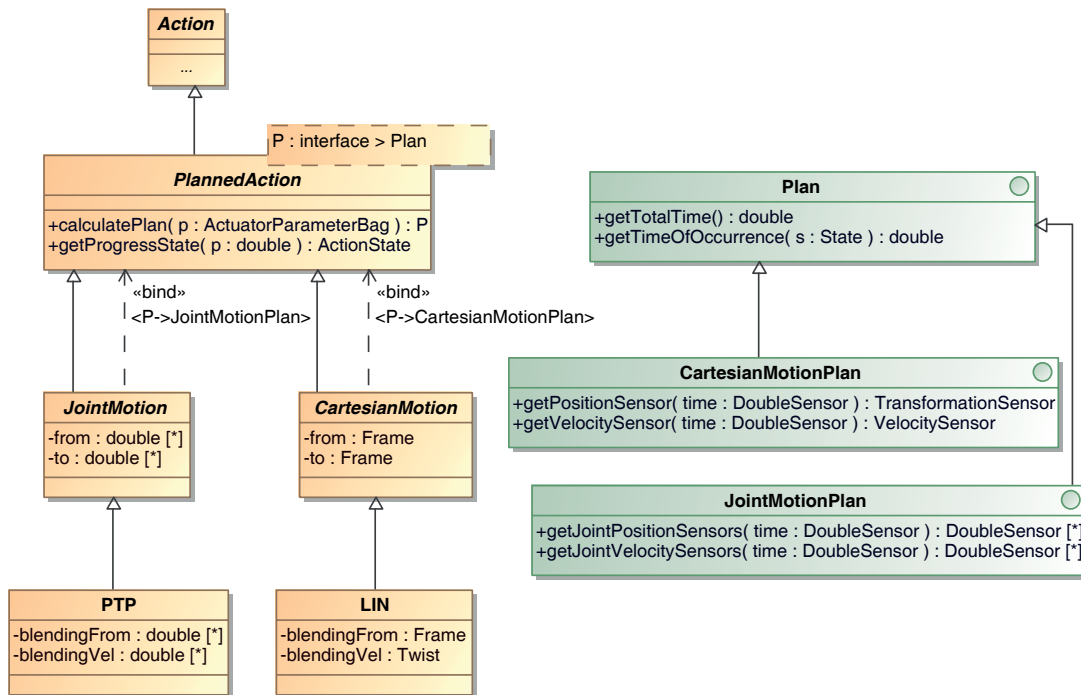 Action
...
P : interface > Plan
PlannedAction
+calculatePlan( p : ActuatorParameterBag ) : P
+getProgressState( p : double ) : ActionState
«bind»
<P->JointMotionPlan>
«bind»
<P->CartesianMotionPlan>
JointMotion
-from : double [*]
-to : double [*]
CartesianMotion
-from : Frame
-to : Frame
PTP
-blendingFrom : double [*]
-blendingVel : double [*]
LIN
-blendingFrom : Frame
-blendingVel : Twist
Plan
+getTotalTime() : double
+getTimeOfOccurrence( s : State ) : double
CartesianMotionPlan
+getPositionSensor( time : DoubleSensor ) : TransformationSensor
+getVelocitySensor( time : DoubleSensor ) : VelocitySensor
JointMotionPlan
+getJointPositionSensors( time : DoubleSensor ) : DoubleSensor [*]
+getJointVelocitySensors( time : DoubleSensor ) : DoubleSensor [*]